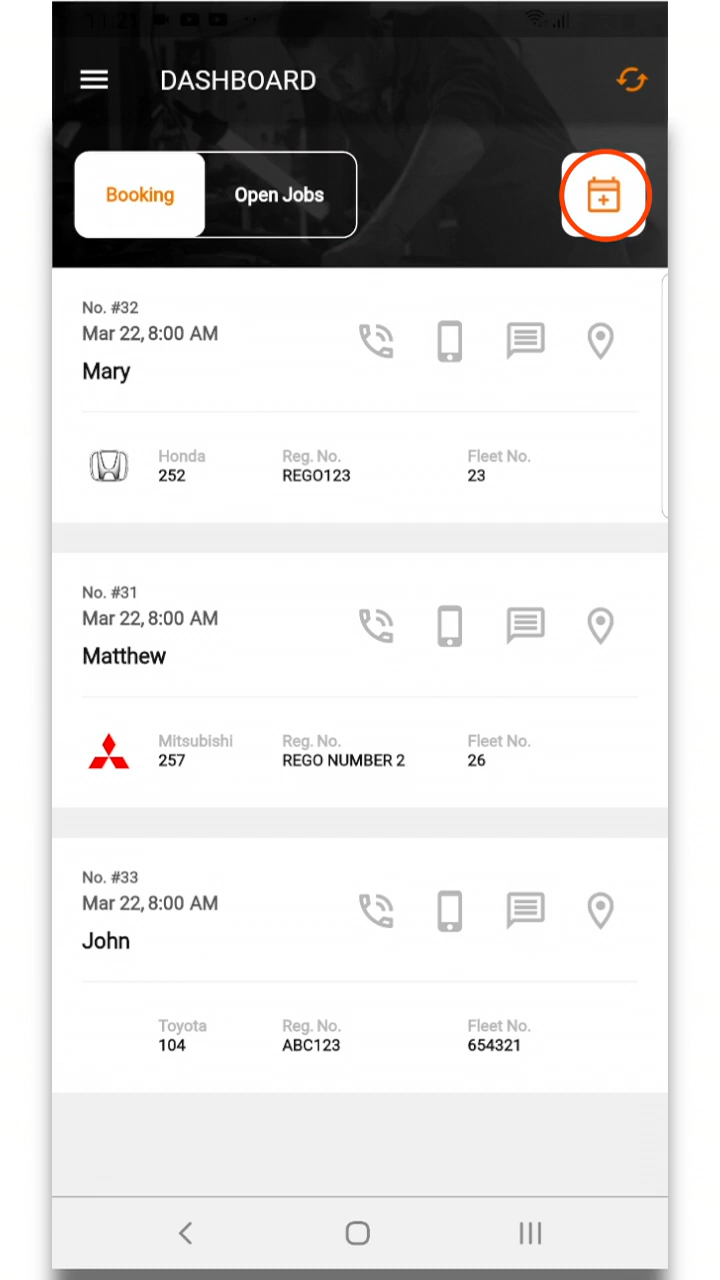 11:21
DASHBOARD
Booking
Open Jobs
No. #32
Mar 22, 8:00 AM
Mary
Honda
252
Reg. No.
REGO123
Fleet No.
23
No. #31
Mar 22, 8:00 AM
Matthew
Mitsubishi
257
Reg. No.
REGO NUMBER 2
Fleet No.
26
No. #33
Mar 22, 8:00 AM
John
Toyota
104
Reg. No.
ABC123
Fleet No.
654321